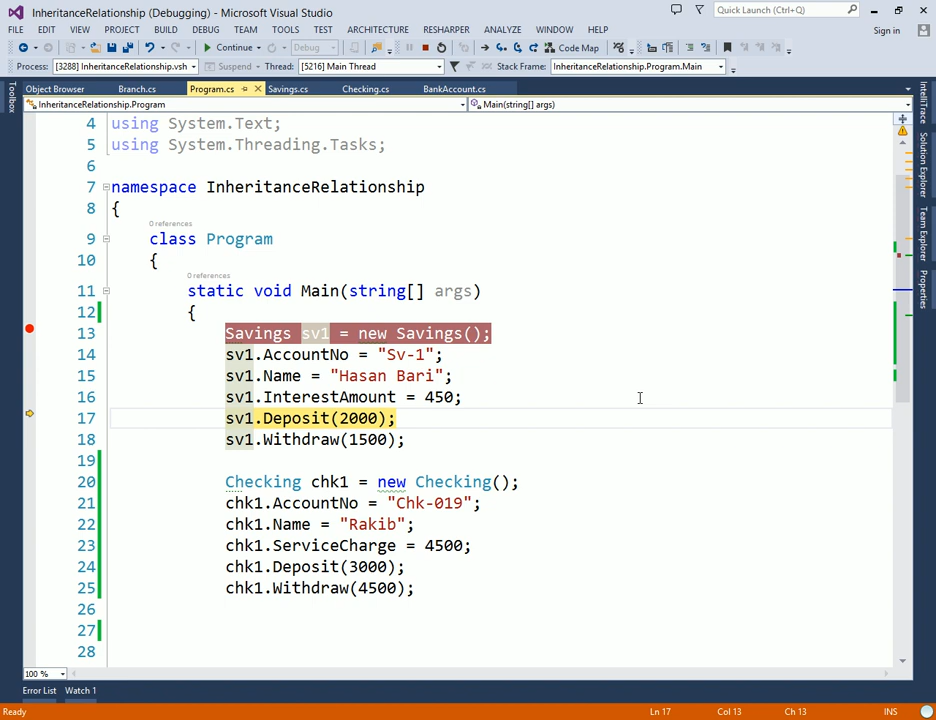 InheritanceRelationship (Debugging) - Microsoft Visual Studio
Quick Launch (Ctrl+Q)
FILE EDIT VIEW PROJECT BUILD DEBUG TEAM TOOLS TEST ARCHITECTURE RESHARPER ANALYZE WINDOW HELP
Sign in
Continue Debug Code Map
Process: [3288] InheritanceRelationship.vsh Suspend Thread: [5216] Main Thread Stack Frame: InheritanceRelationship.Program.Main
Object Browser Branch.cs Program.cs Savings.cs Checking.cs BankAccount.cs
InheritanceRelationship.Program Main(string[] args)
4 using System.Text;
5 using System.Threading.Tasks;
6
7 namespace InheritanceRelationship
8 {
0 references
9 class Program
10 {
0 references
11 static void Main(string[] args)
12 {
13 Savings sv1 = new Savings();
14 sv1.AccountNo = "Sv-1";
15 sv1.Name = "Hasan Bari";
16 sv1.InterestAmount = 450;
17 sv1.Deposit(2000);
18 sv1.Withdraw(1500);
19
20 Checking chk1 = new Checking();
21 chk1.AccountNo = "Chk-019";
22 chk1.Name = "Rakib";
23 chk1.ServiceCharge = 4500;
24 chk1.Deposit(3000);
25 chk1.Withdraw(4500);
26
27
28
100 %
Error List Watch 1
Ready Ln 17 Col 13 Ch 13 INS
Toolbox
IntelliTrace
Solution Explorer
Team Explorer
Properties